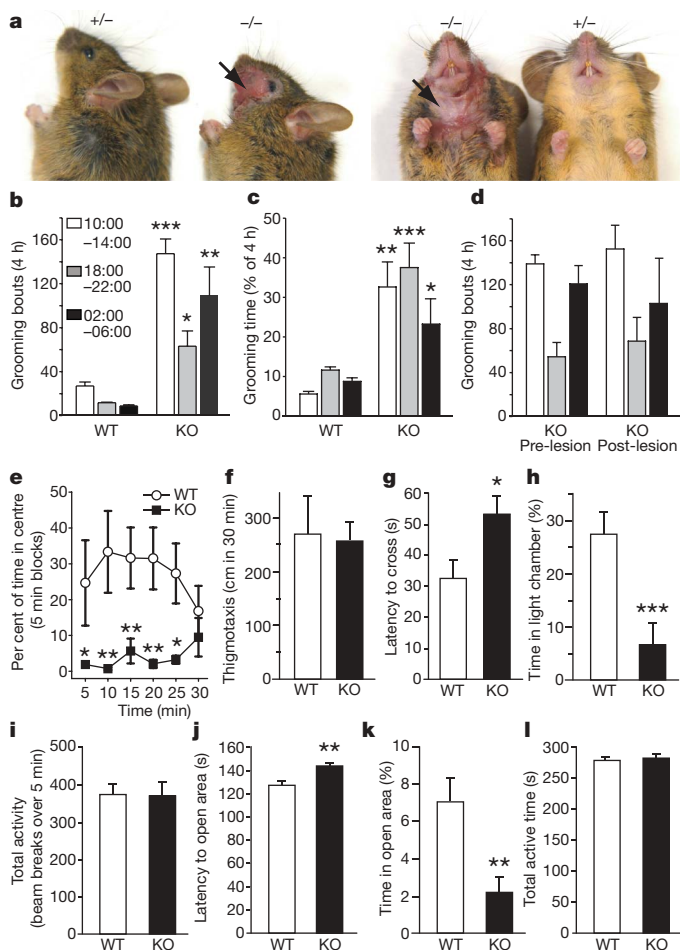 a
+/–
–/–
–/–
+/–
b
Grooming bouts (4 h)
160
120
80
40
0
10:00
–14:00
18:00
–22:00
02:00
–06:00
***
*
**
WT
KO
c
Grooming time (% of 4 h)
50
40
30
20
10
0
**
***
*
WT
KO
d
Grooming bouts (4 h)
160
120
80
40
0
KO
Pre-lesion
KO
Post-lesion
e
Per cent of time in centre
(5 min blocks)
50
40
30
20
10
0
WT
KO
*
**
**
**
*
5
10
15
20
25
30
Time (min)
f
Thigmotaxis (cm in 30 min)
300
200
100
0
WT
KO
g
Latency to cross (s)
70
60
50
40
30
20
10
0
*
WT
KO
h
Time in light chamber (%)
30
20
10
0
***
WT
KO
i
Total activity
(beam breaks over 5 min)
500
400
300
200
100
0
WT
KO
j
Latency to open area (s)
160
140
120
100
80
60
40
20
0
**
WT
KO
k
Time in open area (%)
10
8
6
4
2
0
**
WT
KO
l
Total active time (s)
300
250
200
150
100
50
0
WT
KO